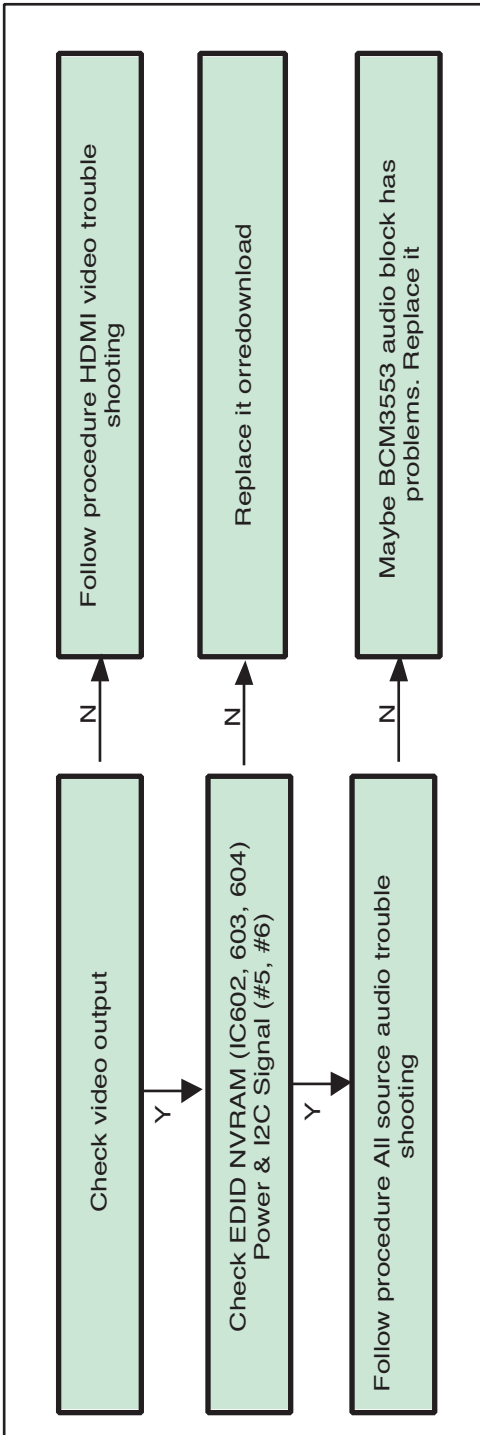 Check video output
N
Follow procedure HDMI video trouble
shooting
Y
Check EDID NVRAM (IC602, 603, 604)
Power & I2C Signal (#5, #6)
N
Replace it orredownload
Y
Follow procedure All source audio trouble
shooting
N
Maybe BCM3553 audio block has
problems. Replace it